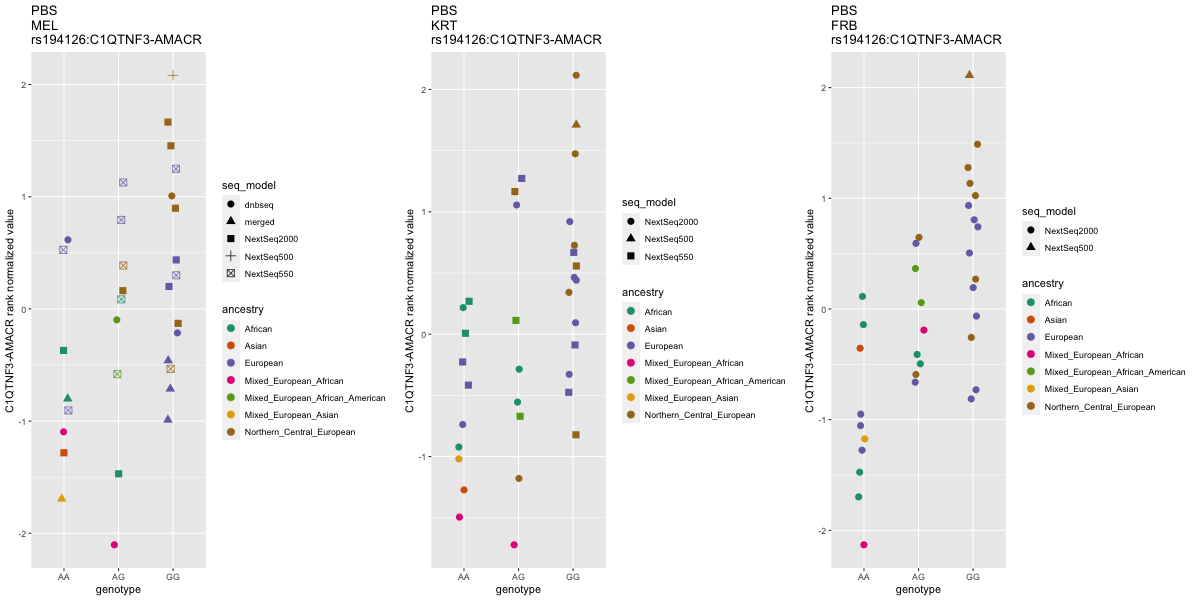 PBS
MEL
rs194126:C1QTNF3-AMACR
C1QTNF3-AMACR rank normalized value
2
1
0
-1
-2
AA
AG
GG
genotype
seq_model
dnbseq
merged
NextSeq2000
NextSeq500
NextSeq550
ancestry
African
Asian
European
Mixed_European_African
Mixed_European_African_American
Mixed_European_Asian
Northern_Central_European
PBS
KRT
rs194126:C1QTNF3-AMACR
C1QTNF3-AMACR rank normalized value
2
1
0
-1
AA
AG
GG
genotype
seq_model
NextSeq2000
NextSeq500
NextSeq550
ancestry
African
Asian
European
Mixed_European_African
Mixed_European_African_American
Mixed_European_Asian
Northern_Central_European
PBS
FRB
rs194126:C1QTNF3-AMACR
C1QTNF3-AMACR rank normalized value
2
1
0
-1
-2
AA
AG
GG
genotype
seq_model
NextSeq2000
NextSeq500
ancestry
African
Asian
European
Mixed_European_African
Mixed_European_African_American
Mixed_European_Asian
Northern_Central_European